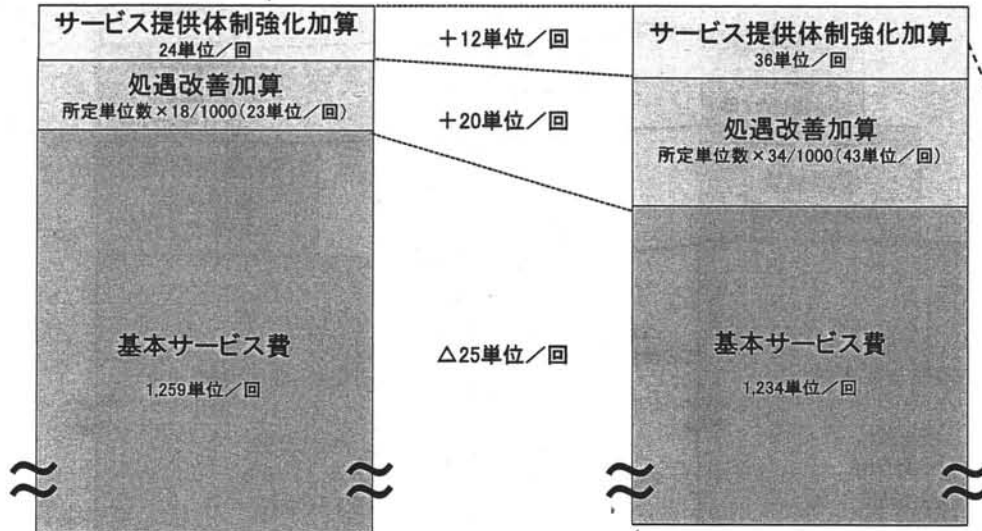 サービス提供体制強化加算
24単位／回
処遇改善加算
所定単位数×18/1000(23単位／回)
基本サービス費
1,259単位／回
+12単位／回
+20単位／回
△25単位／回
サービス提供体制強化加算
36単位／回
処遇改善加算
所定単位数×34/1000(43単位／回)
基本サービス費
1,234単位／回